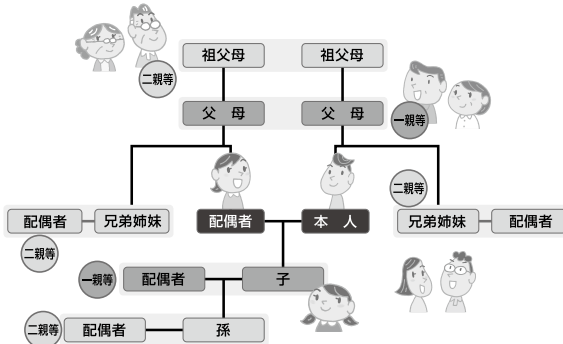 祖父母
祖父母
二親等
父　母
父　母
一親等
二親等
配偶者
兄弟姉妹
配偶者
本　人
兄弟姉妹
配偶者
二親等
一親等
配偶者
子
二親等
配偶者
孫